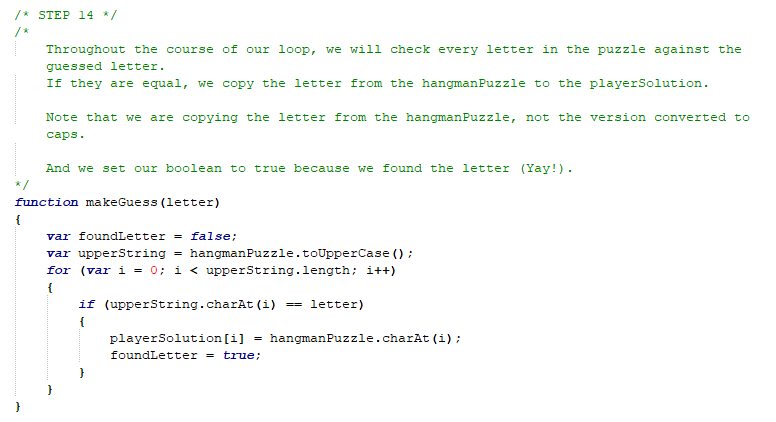 /* STEP 14 */
/*
Throughout the course of our loop, we will check every letter in the puzzle against the
guessed letter.
If they are equal, we copy the letter from the hangmanPuzzle to the playerSolution.
Note that we are copying the letter from the hangmanPuzzle, not the version converted to
caps.
And we set our boolean to true because we found the letter (Yay!).
*/
function makeGuess(letter)
{
    var foundLetter = false;
    var upperString = hangmanPuzzle.toUpperCase();
    for (var i = 0; i < upperString.length; i++)
    {
        if (upperString.charAt(i) == letter)
        {
            playerSolution[i] = hangmanPuzzle.charAt(i);
            foundLetter = true;
        }
    }
}